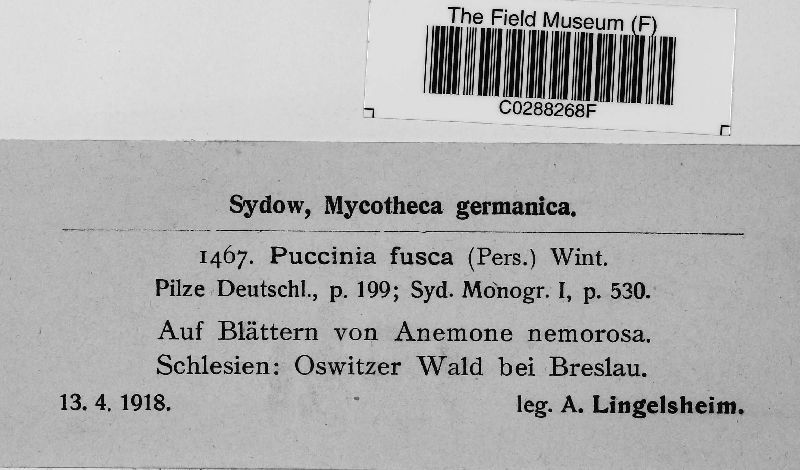 The Field Museum (F)
C0288268F
Sydow, Mycotheca germanica.
1467. Puccinia fusca (Pers.) Wint.
Pilze Deutschl., p. 199; Syd. Monogr. I, p. 530.
Auf Blättern von Anemone nemorosa.
Schlesien: Oswitzer Wald bei Breslau.
13. 4. 1918. leg. A. Lingelsheim.